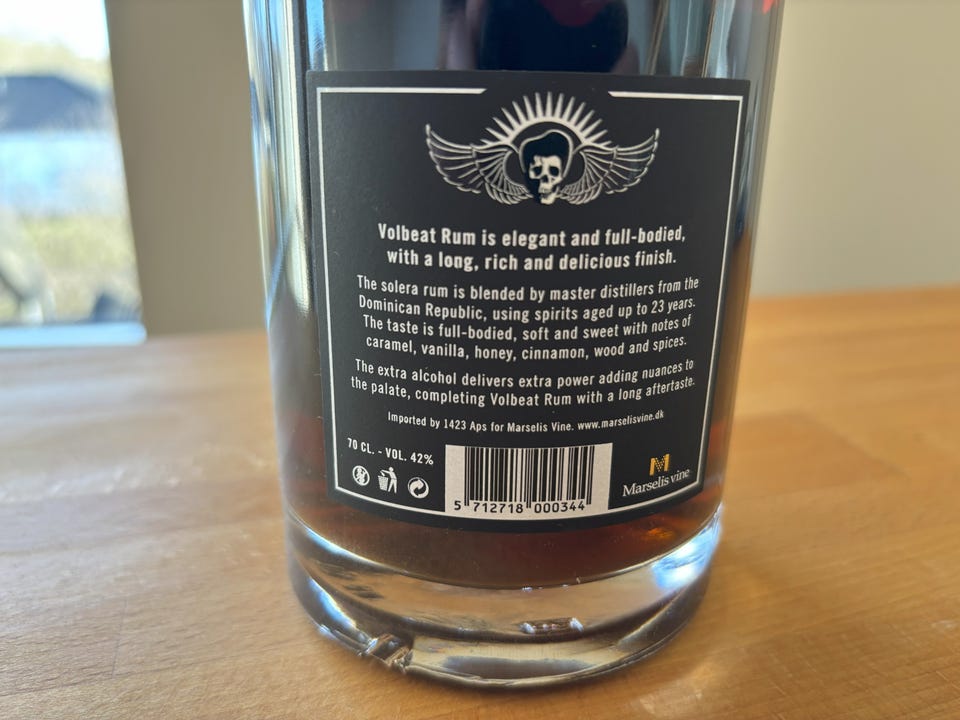 Volbeat Rum is elegant and full-bodied,
with a long, rich and delicious finish.
The solera rum is blended by master distillers from the
Dominican Republic, using spirits aged up to 23 years.
The taste is full-bodied, soft and sweet with notes of
caramel, vanilla, honey, cinnamon, wood and spices.
The extra alcohol delivers extra power adding nuances to
the palate, completing Volbeat Rum with a long aftertaste.
Imported by 1423 Aps for Marselis Vine. www.marselisvine.dk
70 CL. - VOL. 42%
5 712718 000344
M
Marselis vine